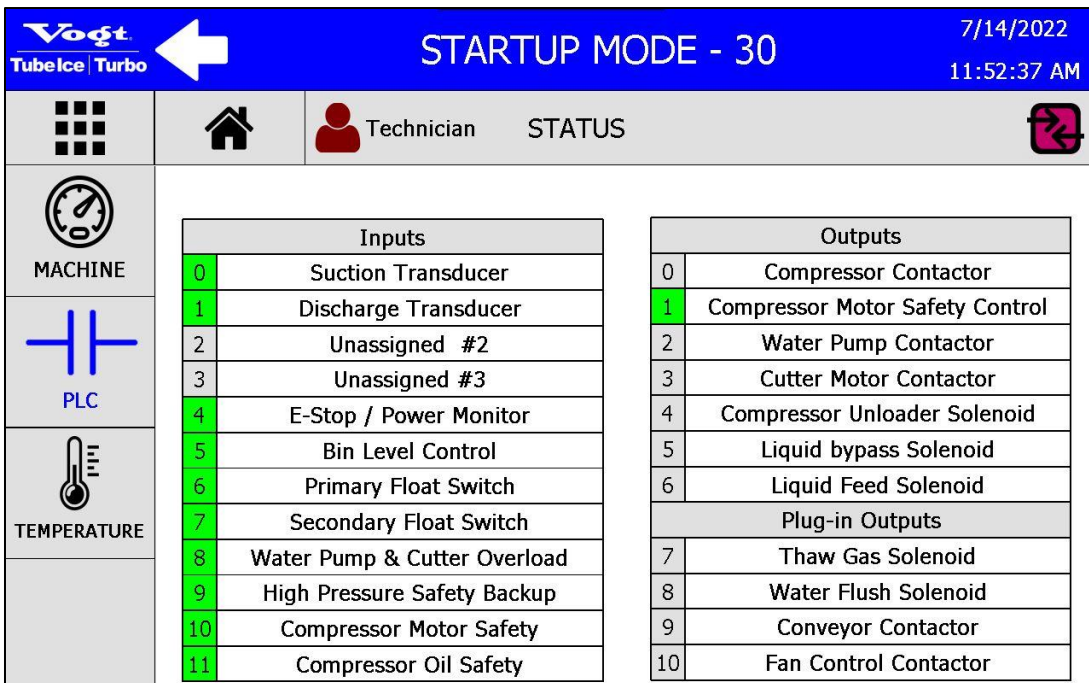 Vogt
TubeIce | Turbo
STARTUP MODE - 30
7/14/2022
11:52:37 AM
Technician
STATUS
MACHINE
PLC
TEMPERATURE
Inputs
0 Suction Transducer
1 Discharge Transducer
2 Unassigned #2
3 Unassigned #3
4 E-Stop / Power Monitor
5 Bin Level Control
6 Primary Float Switch
7 Secondary Float Switch
8 Water Pump & Cutter Overload
9 High Pressure Safety Backup
10 Compressor Motor Safety
11 Compressor Oil Safety
Outputs
0 Compressor Contactor
1 Compressor Motor Safety Control
2 Water Pump Contactor
3 Cutter Motor Contactor
4 Compressor Unloader Solenoid
5 Liquid bypass Solenoid
6 Liquid Feed Solenoid
Plug-in Outputs
7 Thaw Gas Solenoid
8 Water Flush Solenoid
9 Conveyor Contactor
10 Fan Control Contactor